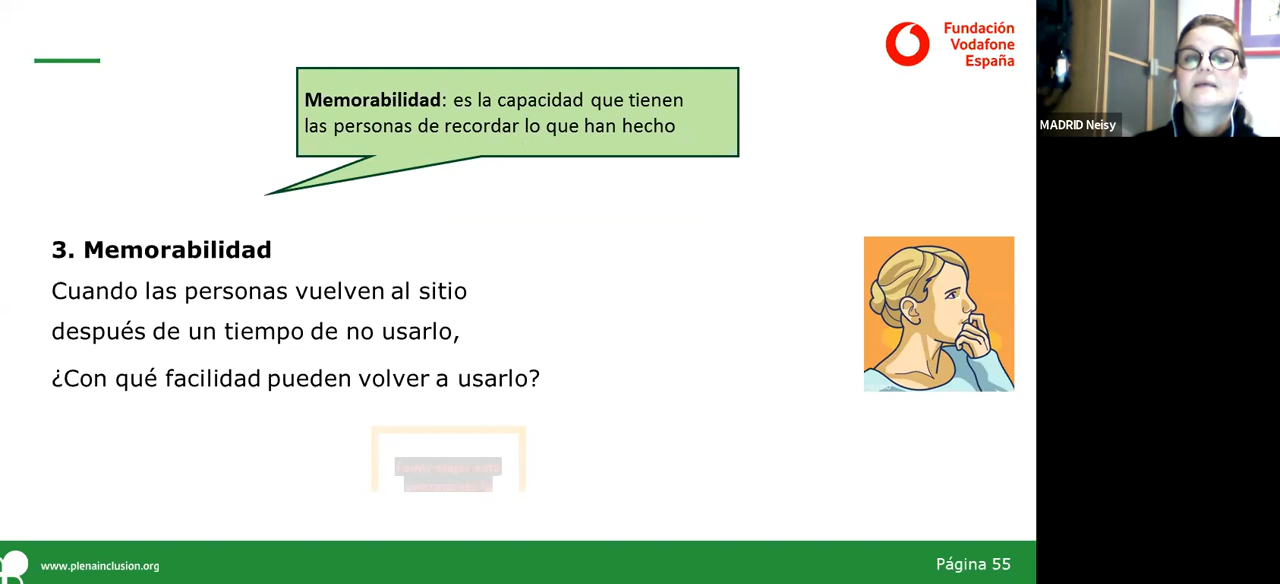 Fundación
Vodafone
España
Memorabilidad: es la capacidad que tienen
las personas de recordar lo que han hecho
MADRID Neisy
3. Memorabilidad
Cuando las personas vuelven al sitio
después de un tiempo de no usarlo,
¿Con qué facilidad pueden volver a usarlo?
www.plenainclusion.org
Página 55